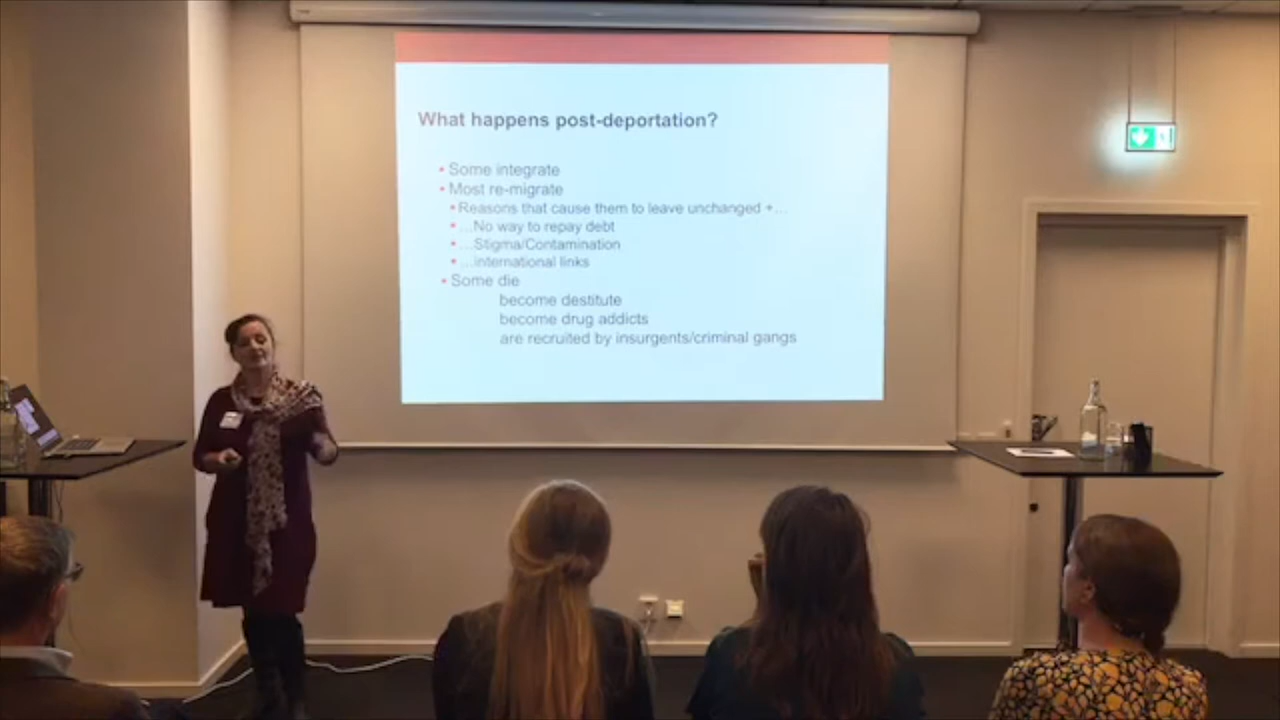 What happens post-deportation?
• Some integrate
• Most re-migrate
• Reasons that cause them to leave unchanged +…
• …No way to repay debt
• …Stigma/Contamination
• …international links
• Some die
become destitute
become drug addicts
are recruited by insurgents/criminal gangs